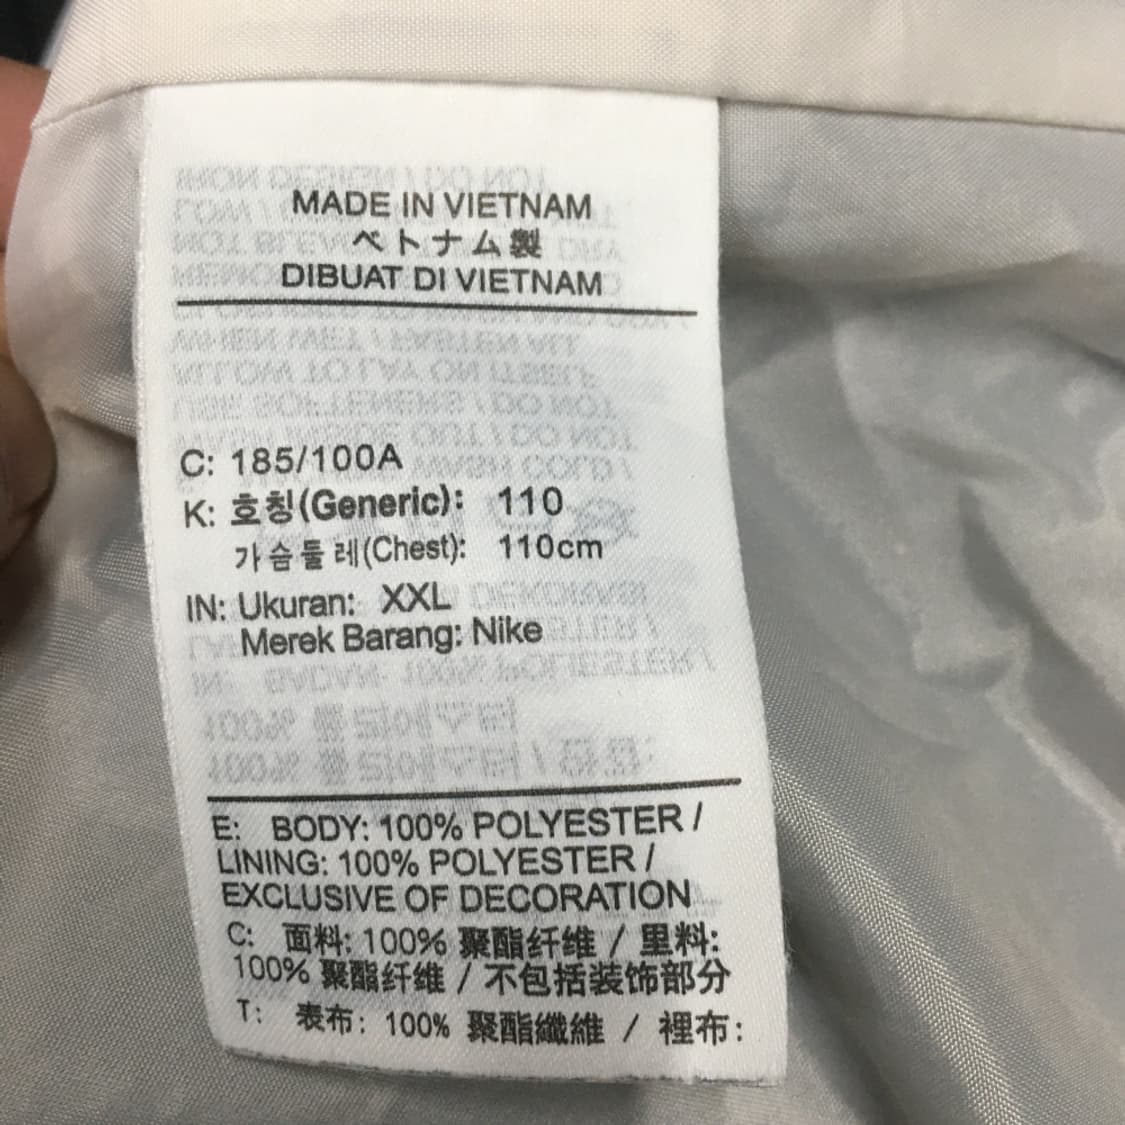 MADE IN VIETNAM
ベトナム製
DIBUAT DI VIETNAM
C: 185/100A
K: 호칭(Generic): 110
가슴둘레(Chest): 110cm
IN: Ukuran: XXL
Merek Barang: Nike
E: BODY: 100% POLYESTER /
LINING: 100% POLYESTER /
EXCLUSIVE OF DECORATION
C: 面料: 100% 聚酯纤维 / 里料:
100% 聚酯纤维 / 不包括装饰部分
T: 表布: 100% 聚酯纖維 / 裡布: